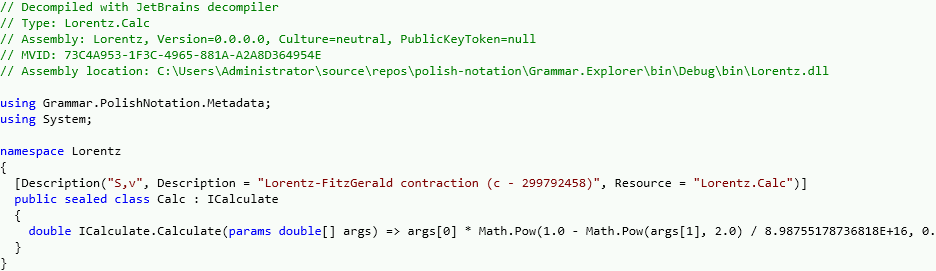 // Decompiled with JetBrains decompiler
// Type: Lorentz.Calc
// Assembly: Lorentz, Version=0.0.0.0, Culture=neutral, PublicKeyToken=null
// MVID: 73C4A953-1F3C-4965-881A-A2A8D364954E
// Assembly location: C:\Users\Administrator\source\repos\polish-notation\Grammar.Explorer\bin\Debug\bin\Lorentz.dll
using Grammar.PolishNotation.Metadata;
using System;
namespace Lorentz
{
[Description("S,v", Description = "Lorentz-FitzGerald contraction (c - 299792458)", Resource = "Lorentz.Calc")]
public sealed class Calc : ICalculate
{
double ICalculate.Calculate(params double[] args) => args[0] * Math.Pow(1.0 - Math.Pow(args[1], 2.0) / 8.98755178736818E+16, 0.
}
}